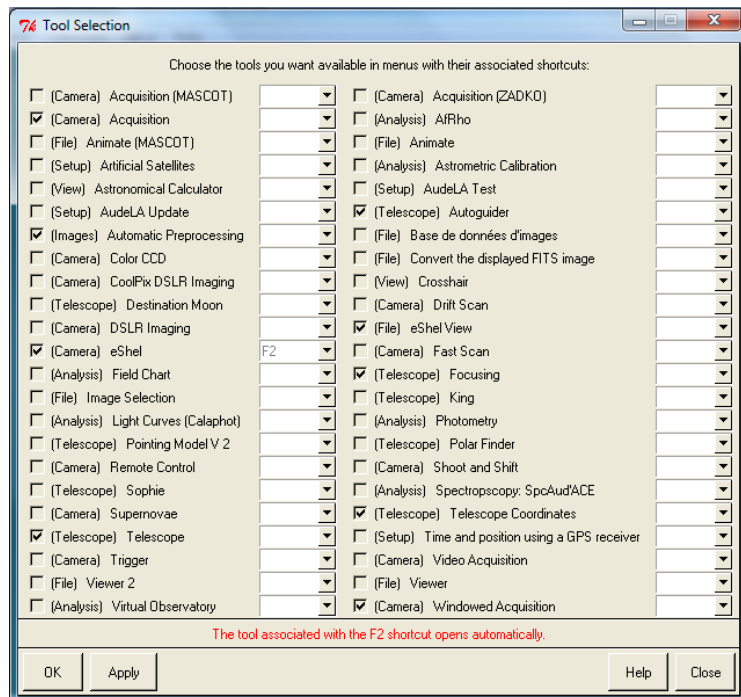 Tool Selection
Choose the tools you want available in menus with their associated shortcuts:
(Camera) Acquisition (MASCOT)
(Camera) Acquisition
(File) Animate (MASCOT)
(Setup) Artificial Satellites
(View) Astronomical Calculator
(Setup) AudeLA Update
(Images) Automatic Preprocessing
(Camera) Color CCD
(Camera) CoolPix DSLR Imaging
(Telescope) Destination Moon
(Camera) DSLR Imaging
(Camera) eShel F2
(Analysis) Field Chart
(File) Image Selection
(Analysis) Light Curves (Calaphot)
(Telescope) Pointing Model V 2
(Camera) Remote Control
(Telescope) Sophie
(Camera) Supernovae
(Telescope) Telescope
(Camera) Trigger
(File) Viewer 2
(Analysis) Virtual Observatory
(Camera) Acquisition (ZADKO)
(Analysis) AfRho
(File) Animate
(Analysis) Astrometric Calibration
(Setup) AudeLA Test
(Telescope) Autoguider
(File) Base de données d'images
(File) Convert the displayed FITS image
(View) Crosshair
(Camera) Drift Scan
(File) eShel View
(Camera) Fast Scan
(Telescope) Focusing
(Telescope) King
(Analysis) Photometry
(Telescope) Polar Finder
(Camera) Shoot and Shift
(Analysis) Spectropscopy: SpcAud'ACE
(Telescope) Telescope Coordinates
(Setup) Time and position using a GPS receiver
(Camera) Video Acquisition
(File) Viewer
(Camera) Windowed Acquisition
The tool associated with the F2 shortcut opens automatically.
OK Apply Help Close